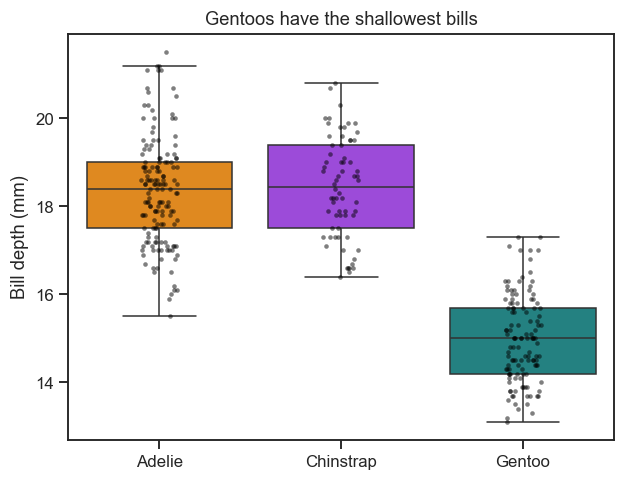 Gentoos have the shallowest bills
Bill depth (mm)
20
18
16
14
Adelie
Chinstrap
Gentoo